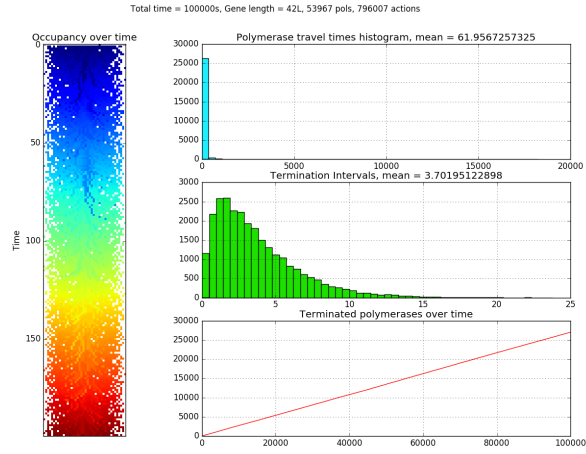 Total time = 100000s, Gene length = 42L, 53967 pols, 796007 actions
Occupancy over time
0
50
100
150
Time
Polymerase travel times histogram, mean = 61.9567257325
30000
25000
20000
15000
10000
5000
0
0 5000 10000 15000 20000
Termination Intervals, mean = 3.70195122898
3000
2500
2000
1500
1000
500
0
0 5 10 15 20 25
Terminated polymerases over time
30000
25000
20000
15000
10000
5000
0
0 20000 40000 60000 80000 100000